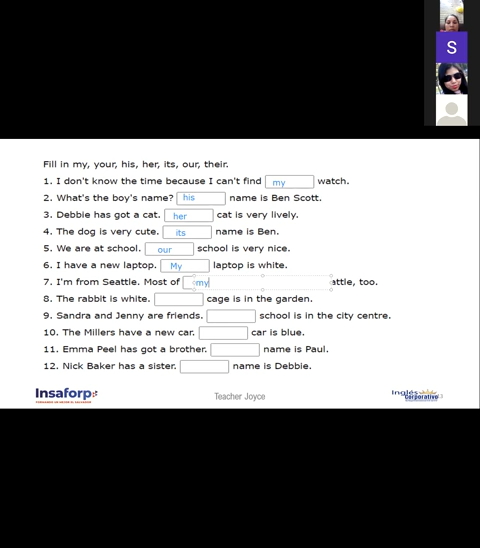 S
Fill in my, your, his, her, its, our, their.
1. I don't know the time because I can't find my watch.
2. What's the boy's name? his name is Ben Scott.
3. Debbie has got a cat. her cat is very lively.
4. The dog is very cute. its name is Ben.
5. We are at school. our school is very nice.
6. I have a new laptop. My laptop is white.
7. I'm from Seattle. Most of my attle, too.
8. The rabbit is white. cage is in the garden.
9. Sandra and Jenny are friends. school is in the city centre.
10. The Millers have a new car. car is blue.
11. Emma Peel has got a brother. name is Paul.
12. Nick Baker has a sister. name is Debbie.
Insaforp
Teacher Joyce
Inglés
Corporativo